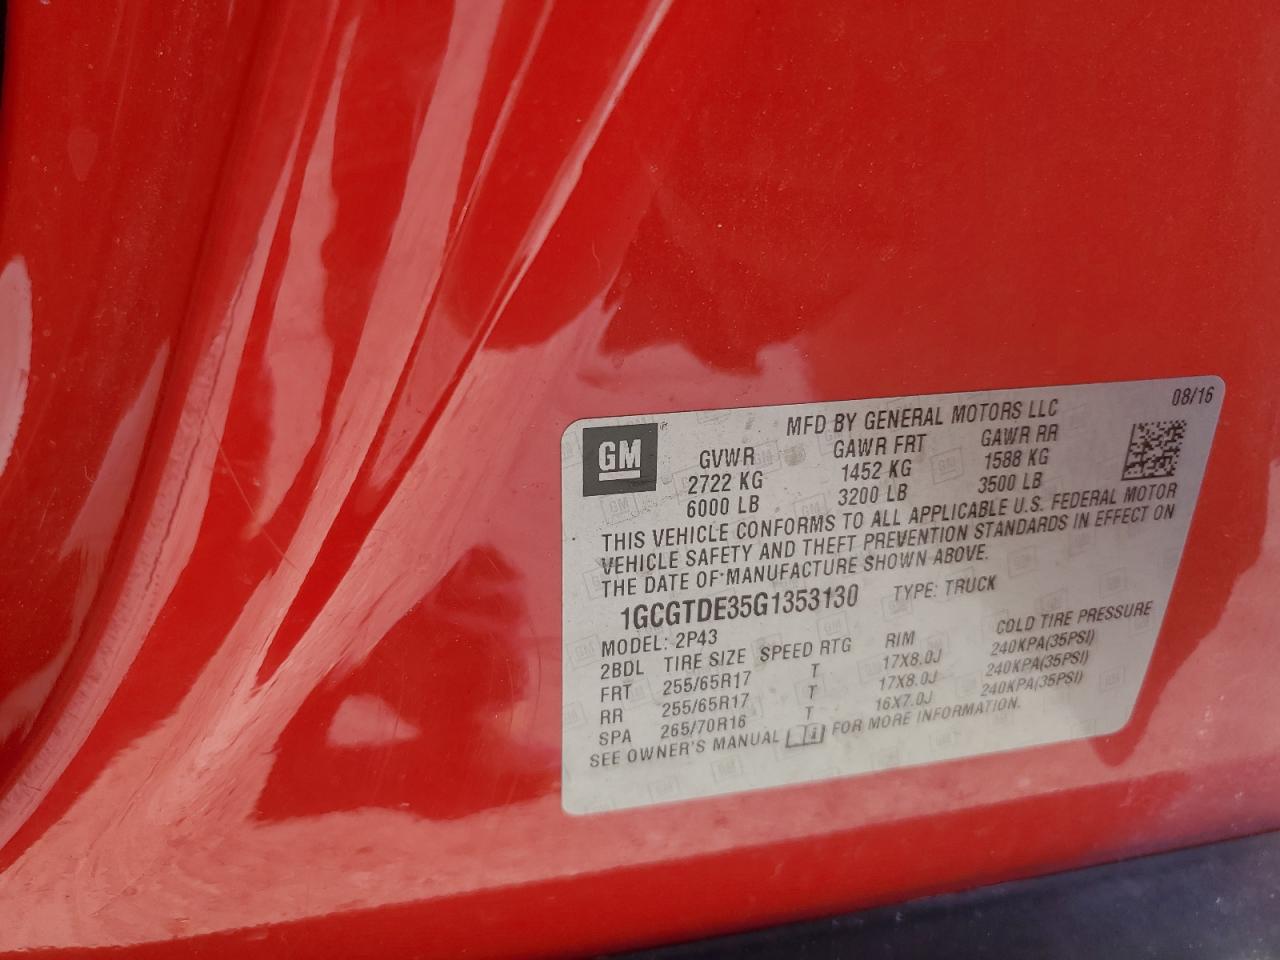 08/16
MFD BY GENERAL MOTORS LLC
GM
GVWR GAWR FRT GAWR RR
2722 KG 1452 KG 1588 KG
6000 LB 3200 LB 3500 LB
THIS VEHICLE CONFORMS TO ALL APPLICABLE U.S. FEDERAL MOTOR
VEHICLE SAFETY AND THEFT PREVENTION STANDARDS IN EFFECT ON
THE DATE OF MANUFACTURE SHOWN ABOVE.
1GCGTDE35G1353130 TYPE: TRUCK
MODEL: 2P43
2BDL TIRE SIZE SPEED RTG RIM COLD TIRE PRESSURE
FRT 255/65R17 T 17X8.0J 240KPA(35PSI)
RR 255/65R17 T 17X8.0J 240KPA(35PSI)
SPA 265/70R16 T 16X7.0J 240KPA(35PSI)
SEE OWNER'S MANUAL FOR MORE INFORMATION.